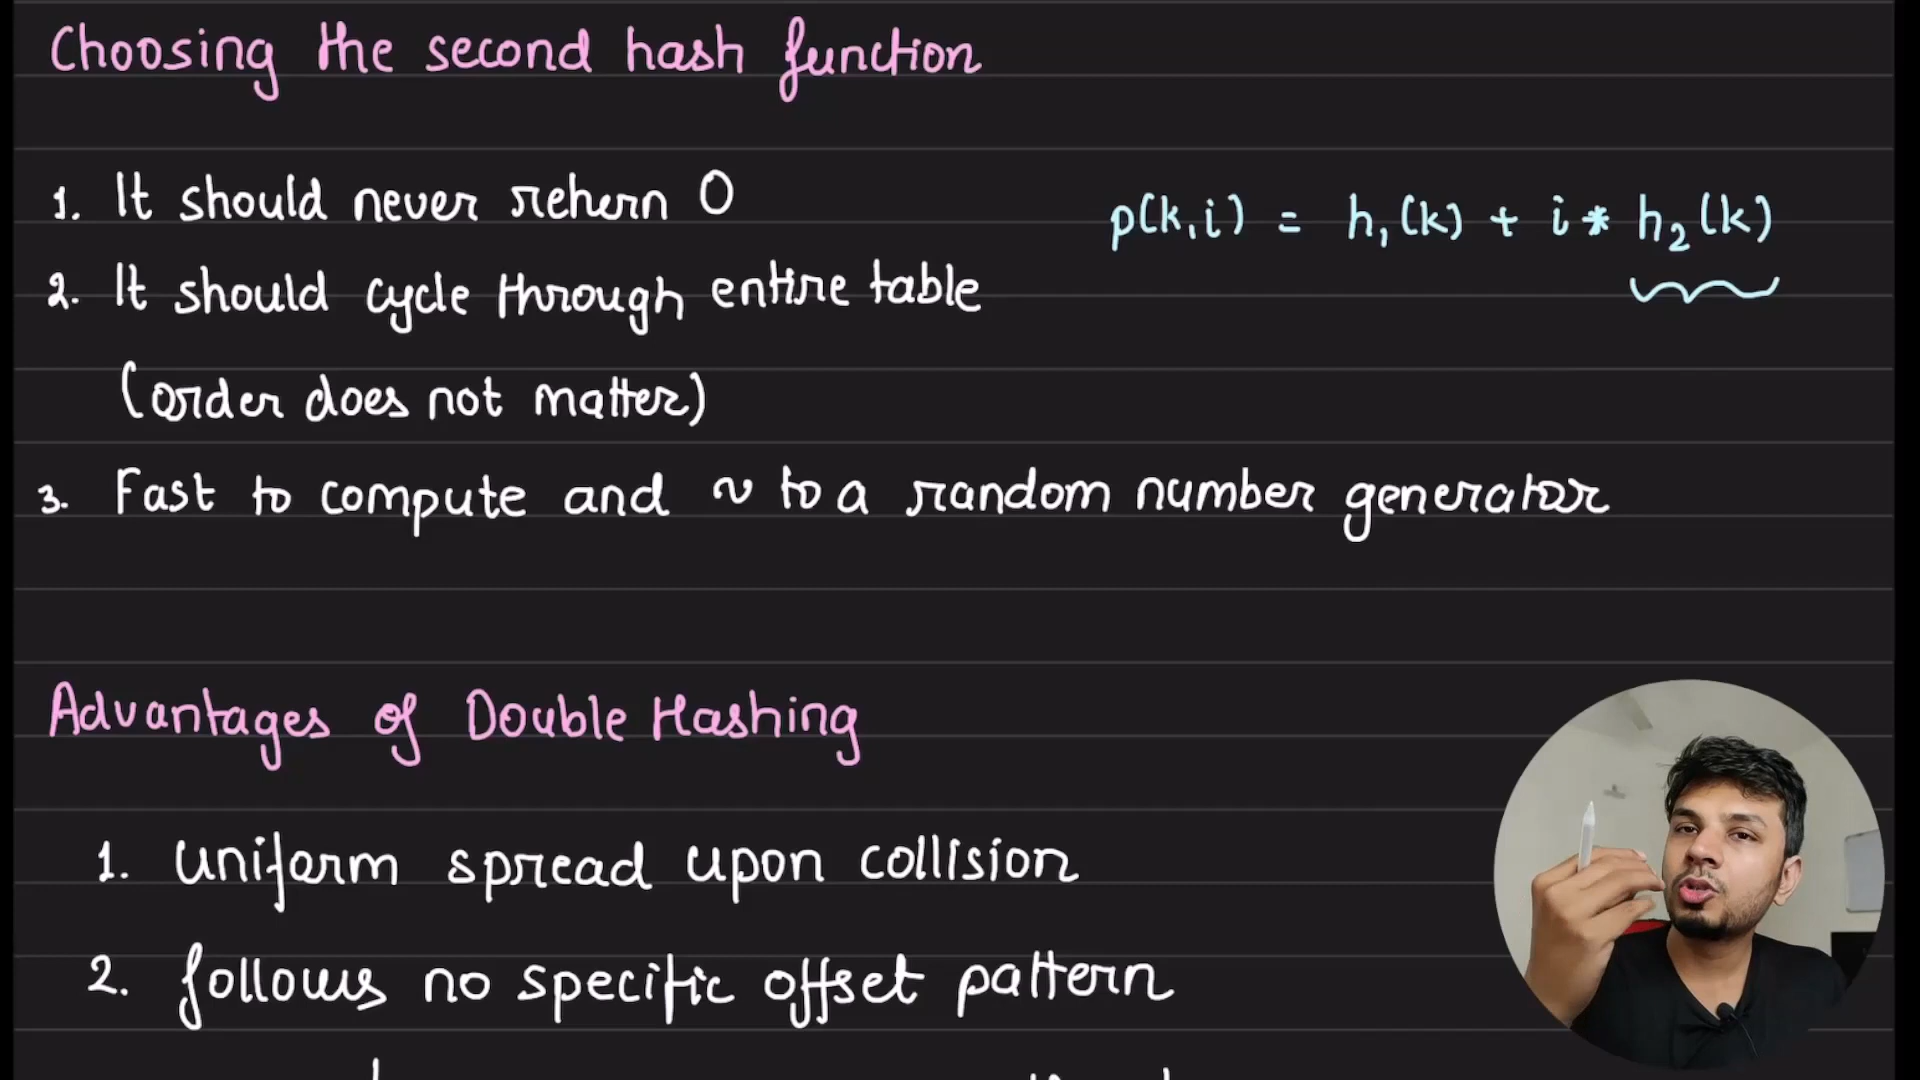 Choosing the second hash function
1. It should never return 0
p(k,i) = h₁(k) + i * h₂(k)
2. It should cycle through entire table
(order does not matter)
3. Fast to compute and ~ to a random number generator
Advantages of Double Hashing
1. uniform spread upon collision
2. follows no specific offset pattern